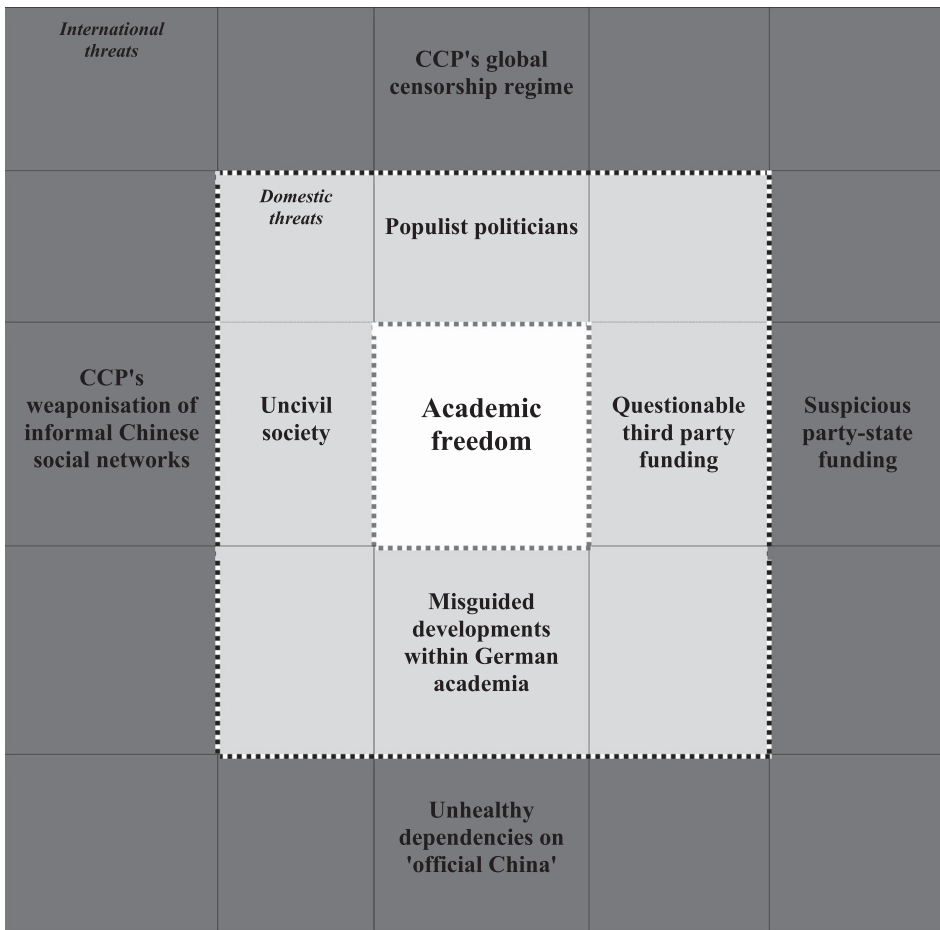 International
threats
CCP's global
censorship regime
Domestic
threats
Populist politicians
CCP's
weaponisation of
informal Chinese
social networks
Uncivil
society
Academic
freedom
Questionable
third party
funding
Suspicious
party-state
funding
Misguided
developments
within German
academia
Unhealthy
dependencies on
'official China'